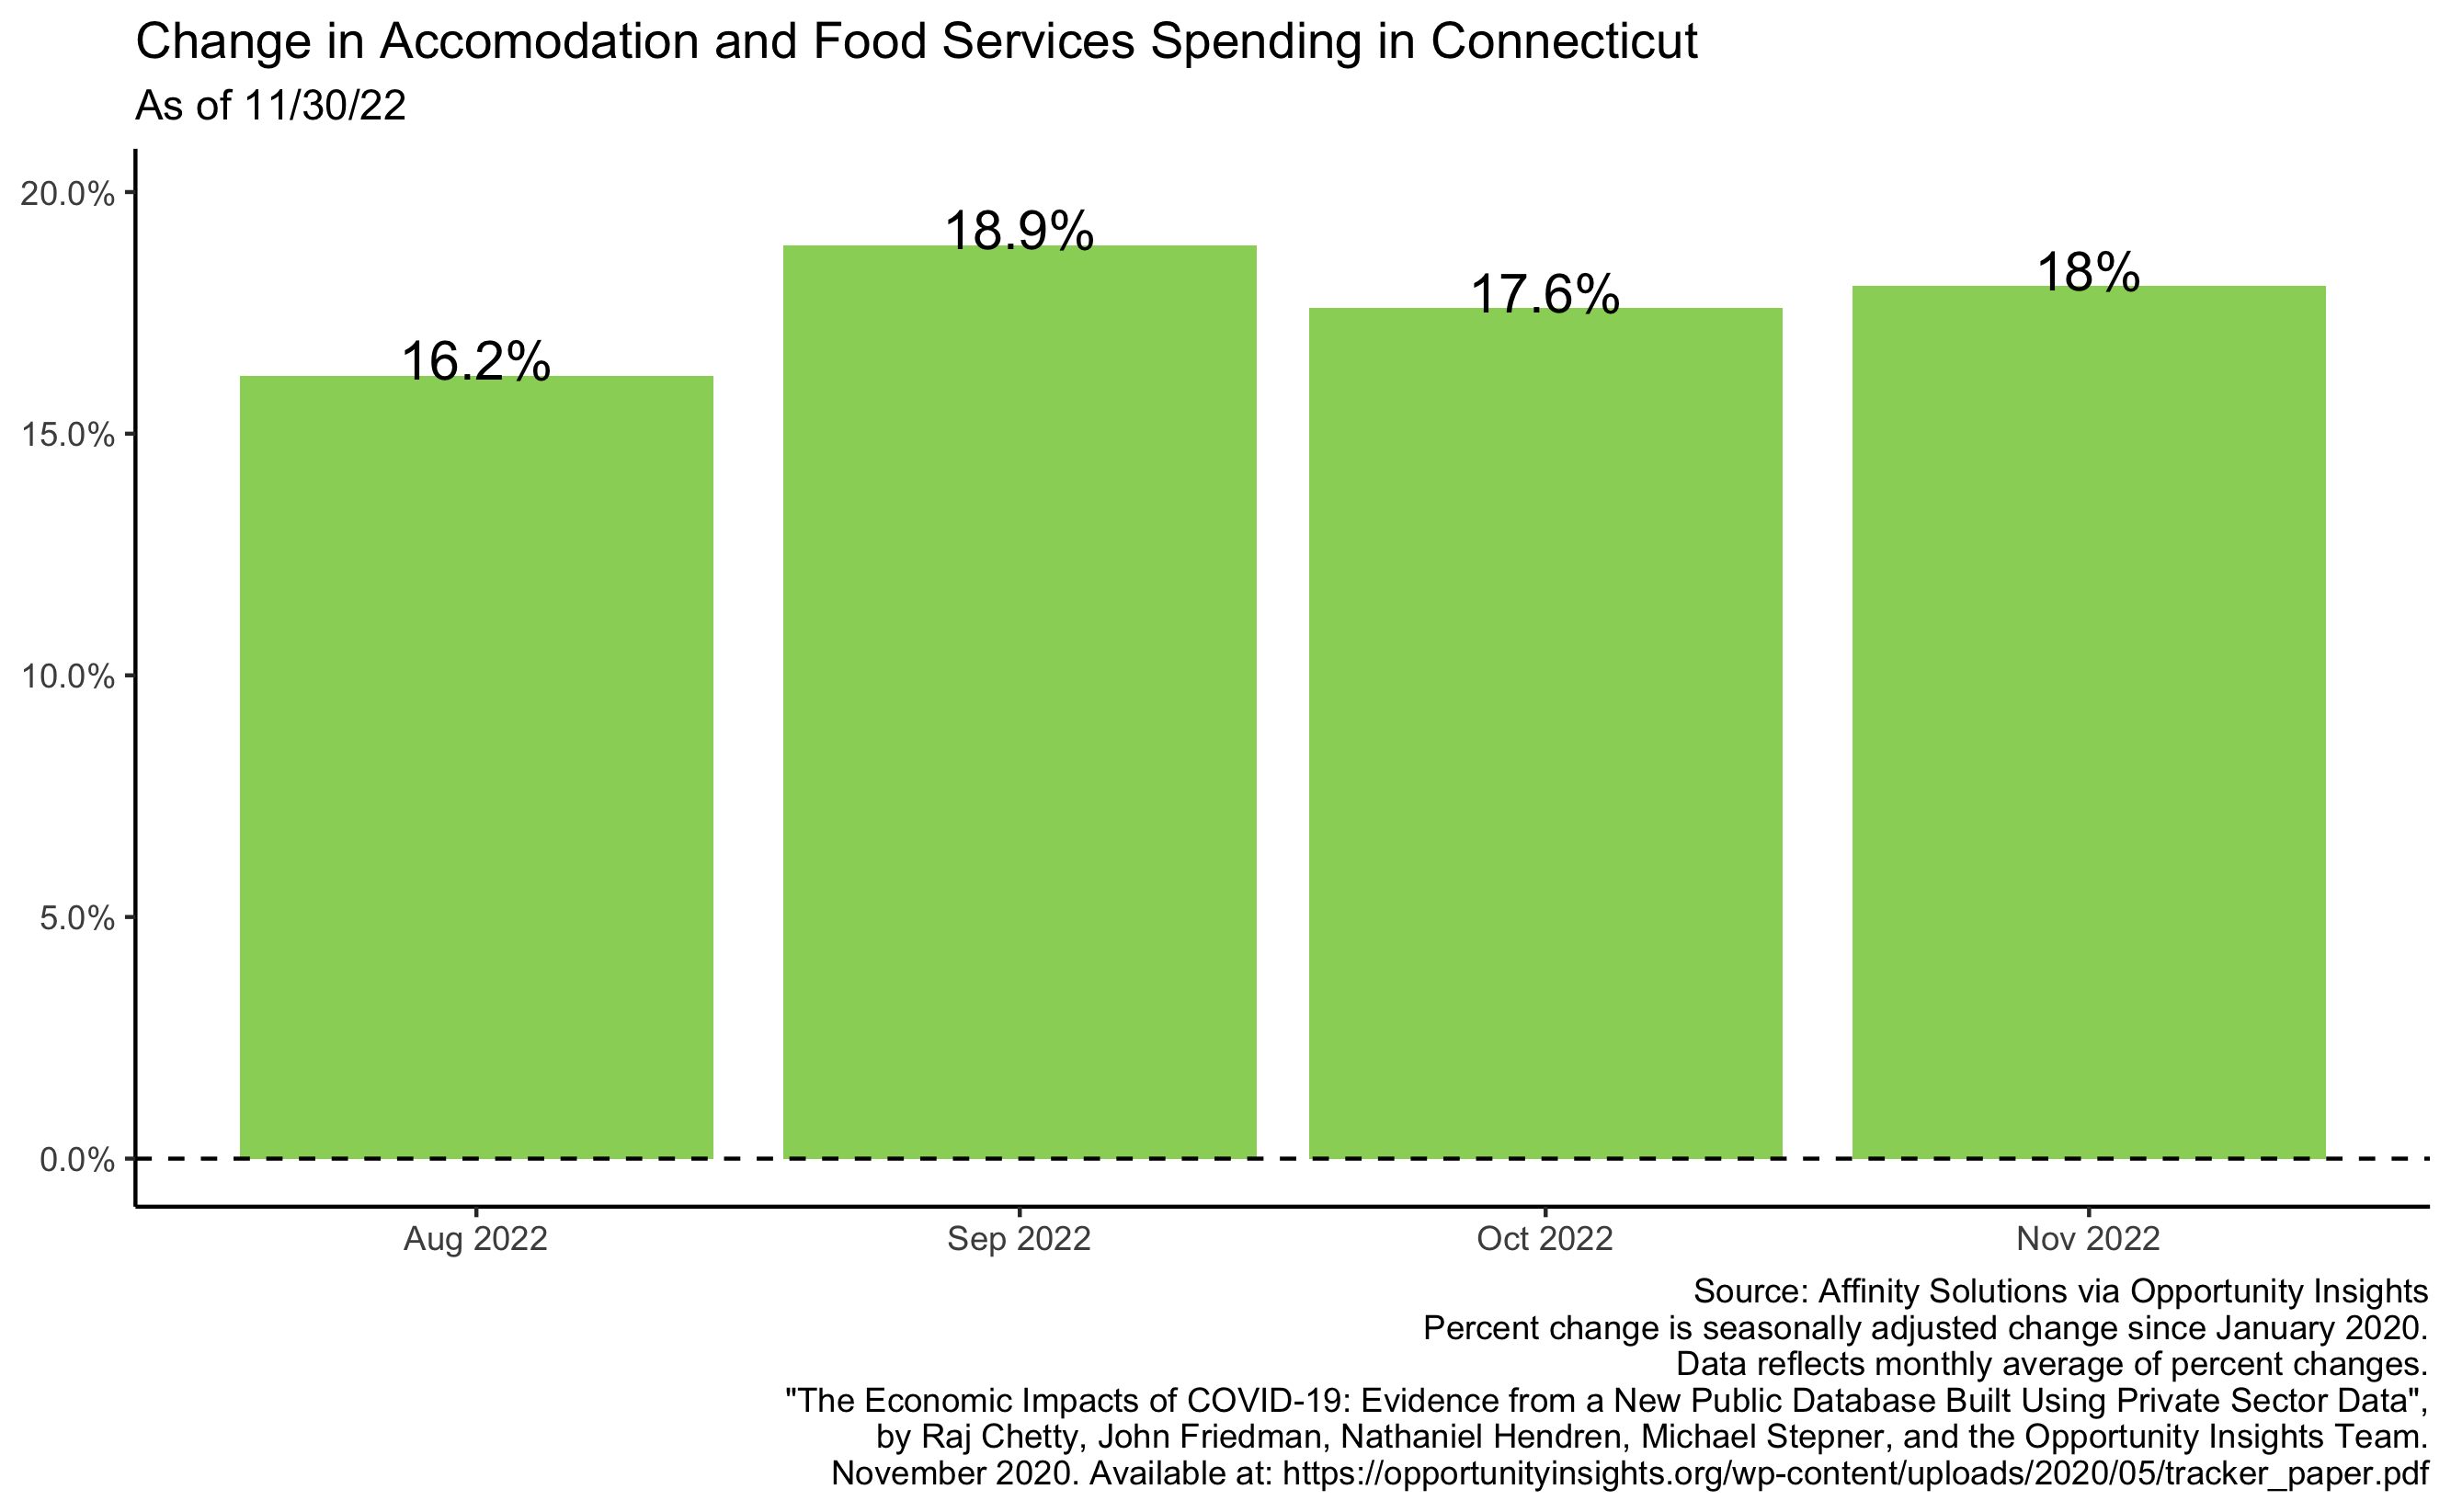 Change in Accomodation and Food Services Spending in Connecticut
As of 11/30/22
20.0%
15.0%
10.0%
5.0%
0.0%
16.2%
18.9%
17.6%
18%
Aug 2022
Sep 2022
Oct 2022
Nov 2022
Source: Affinity Solutions via Opportunity Insights
Percent change is seasonally adjusted change since January 2020.
Data reflects monthly average of percent changes.
"The Economic Impacts of COVID-19: Evidence from a New Public Database Built Using Private Sector Data",
by Raj Chetty, John Friedman, Nathaniel Hendren, Michael Stepner, and the Opportunity Insights Team.
November 2020. Available at: https://opportunityinsights.org/wp-content/uploads/2020/05/tracker_paper.pdf